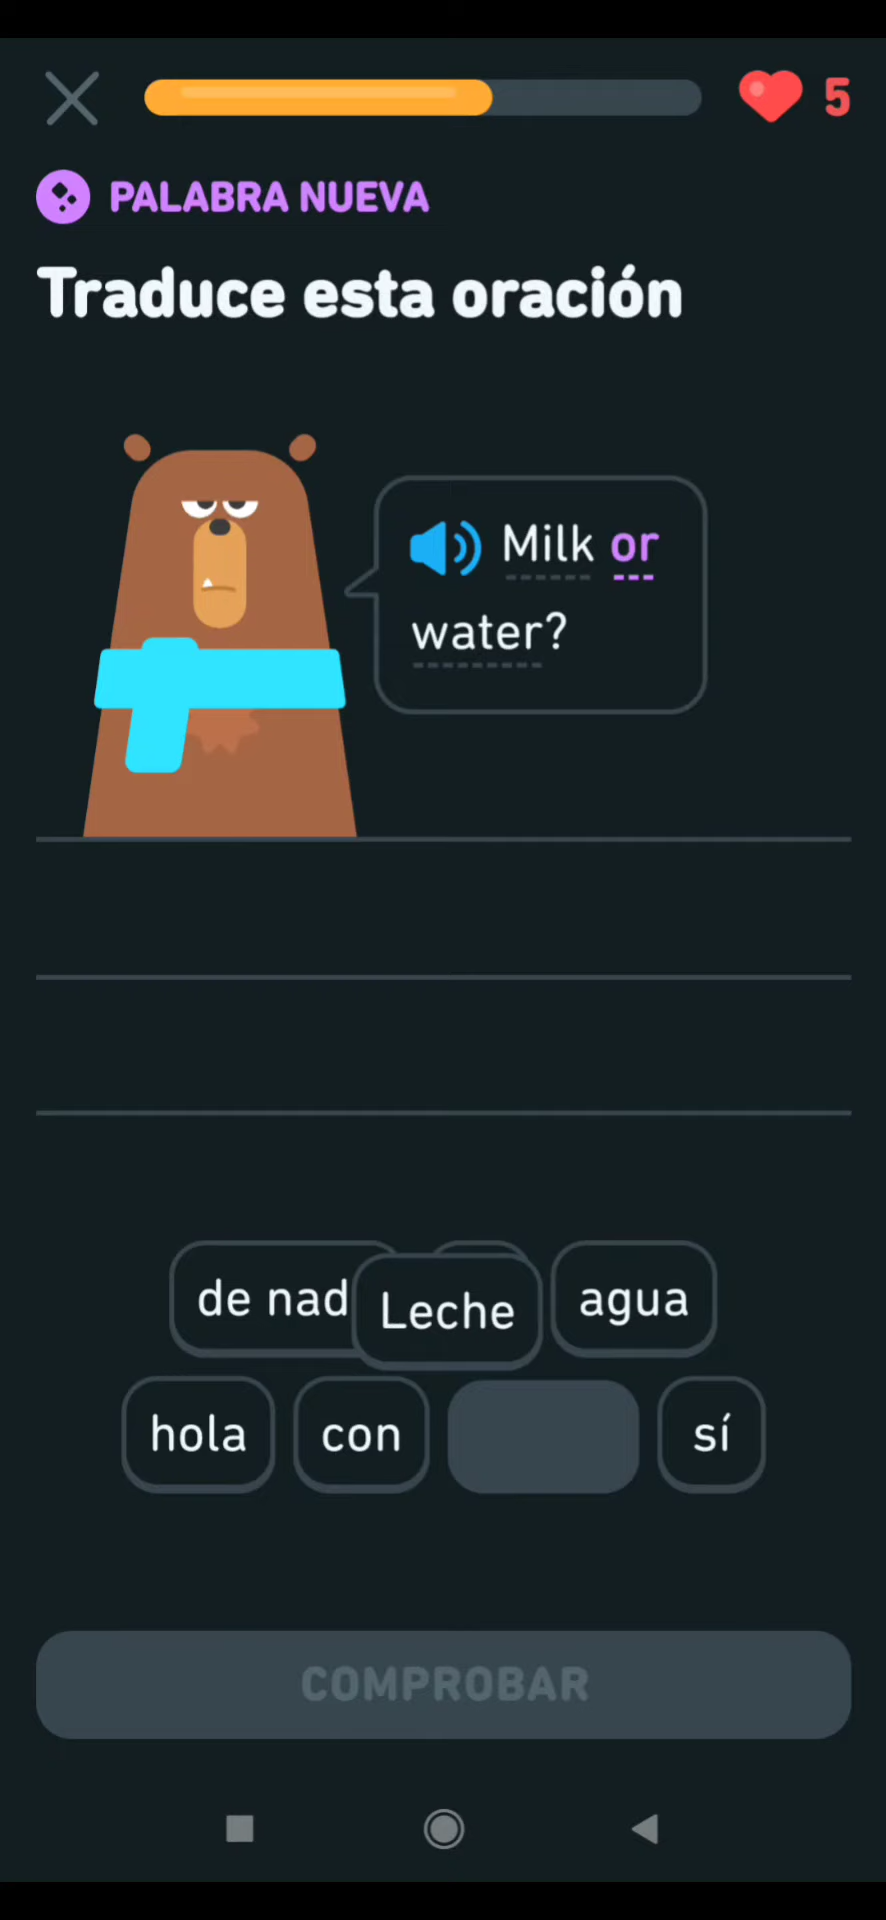 5
PALABRA NUEVA
Traduce esta oración
Milk or
water?
de nad
Leche
agua
hola
con
sí
COMPROBAR